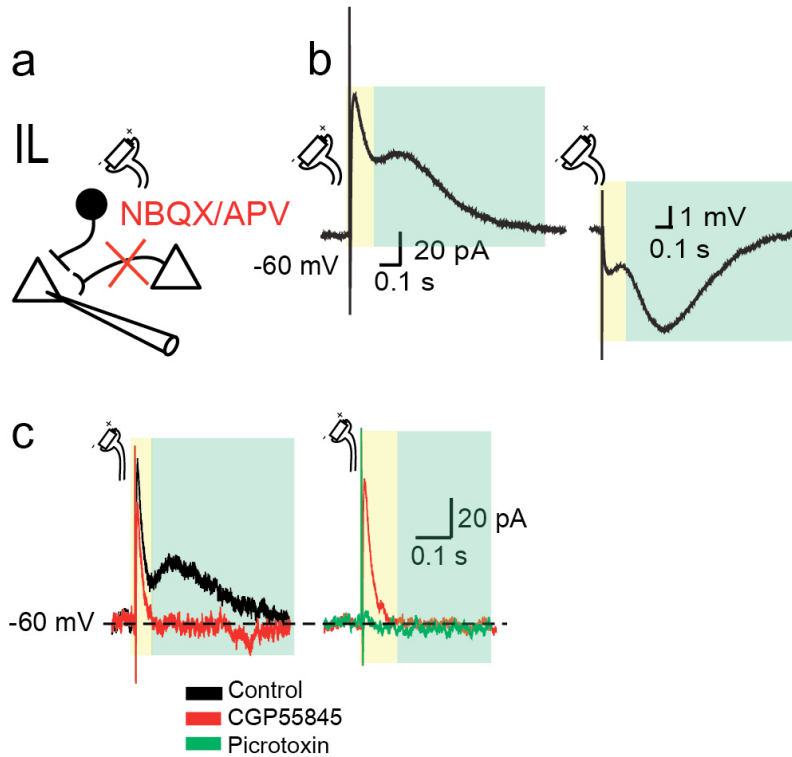 a
IL
NBQX/APV
b
-60 mV
20 pA
0.1 s
1 mV
0.1 s
c
-60 mV
20 pA
0.1 s
Control
CGP55845
Picrotoxin